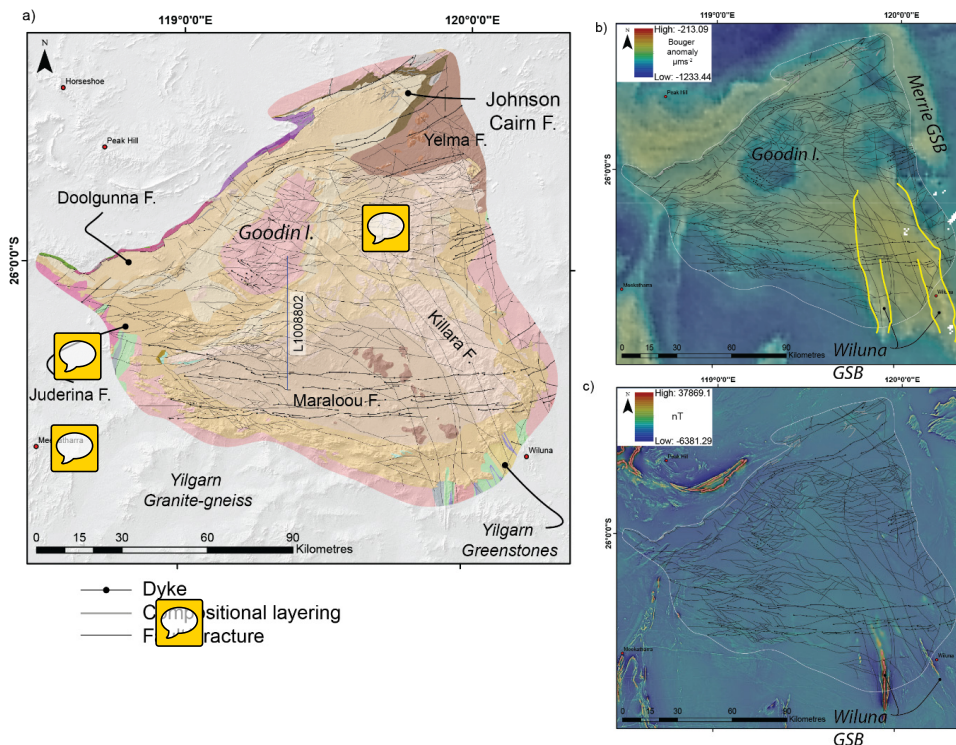 a)
119°0'0"E
120°0'0"E
N
Horseshoe
Johnson
Cairn F.
Yelma F.
Peak Hill
Doolgunna F.
Goodin I.
26°0'0"S
L1008802
Killara F.
Juderina F.
Maraloou F.
Wiluna
Yilgarn
Granite-gneiss
Yilgarn
Greenstones
0 15 30 60 90
Kilometres
Dyke
Compositional layering
b)
119°0'0"E
120°0'0"E
High: -213.09
Bouger
anomaly
μms⁻²
Low: -1233.44
N
Peak Hill
Merrie GSB
Goodin I.
26°0'0"S
Meekatharra
Wiluna
0 15 30 60 90
Kilometres
Wiluna
GSB
c)
119°0'0"E
120°0'0"E
High: 37869.1
nT
Low: -6381.29
N
Peak Hill
26°0'0"S
Meekatharra
Wiluna
0 15 30 60 90
Kilometres
Wiluna
GSB